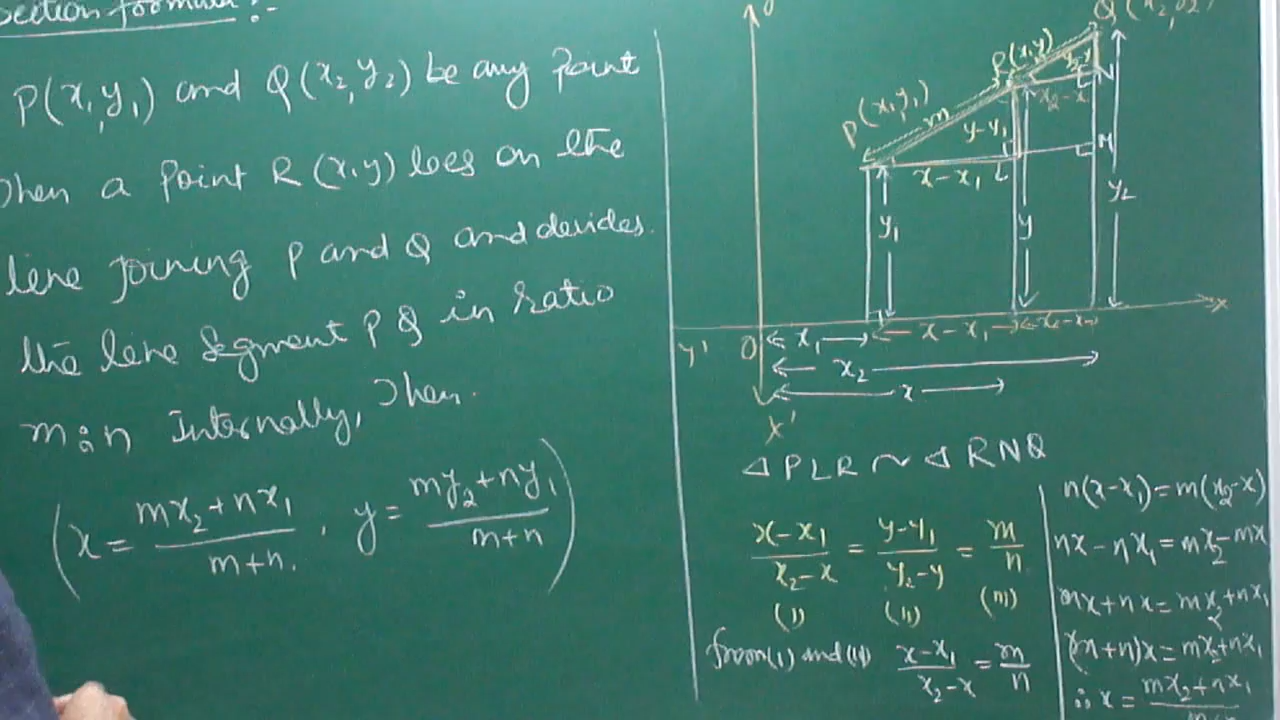 Section formula :-
P(x₁,y₁) and Q(x₂,y₂) be any point
Then a point R (x,y) loes on the
line joining P and Q and devides
the line segment PQ in ratio
m:n Internally, Then.
(x = (mx₂+nx₁)/(m+n). , y = (my₂+ny₁)/(m+n))
Q(x₂,y₂)
R(x,y)
P(x₁,y₁)
m
y₂-y
N
x₂-x
y-y₁
M
x-x₁ L
y₁
y
y₂
x
y' O x₁ x-x₁ x₂-x
x₂
x
x'
△PLR ~ △RNQ
(x-x₁)/(x₂-x) = (y-y₁)/(y₂-y) = m/n
(I) (II) (III)
from (I) and (III) (x-x₁)/(x₂-x) = m/n
n(x-x₁)=m(x₂-x)
nx-nx₁=mx₂-mx
mx+nx=mx₂+nx₁
(m+n)x=mx₂+nx₁
∴ x = (mx₂+nx₁)/(m+n)